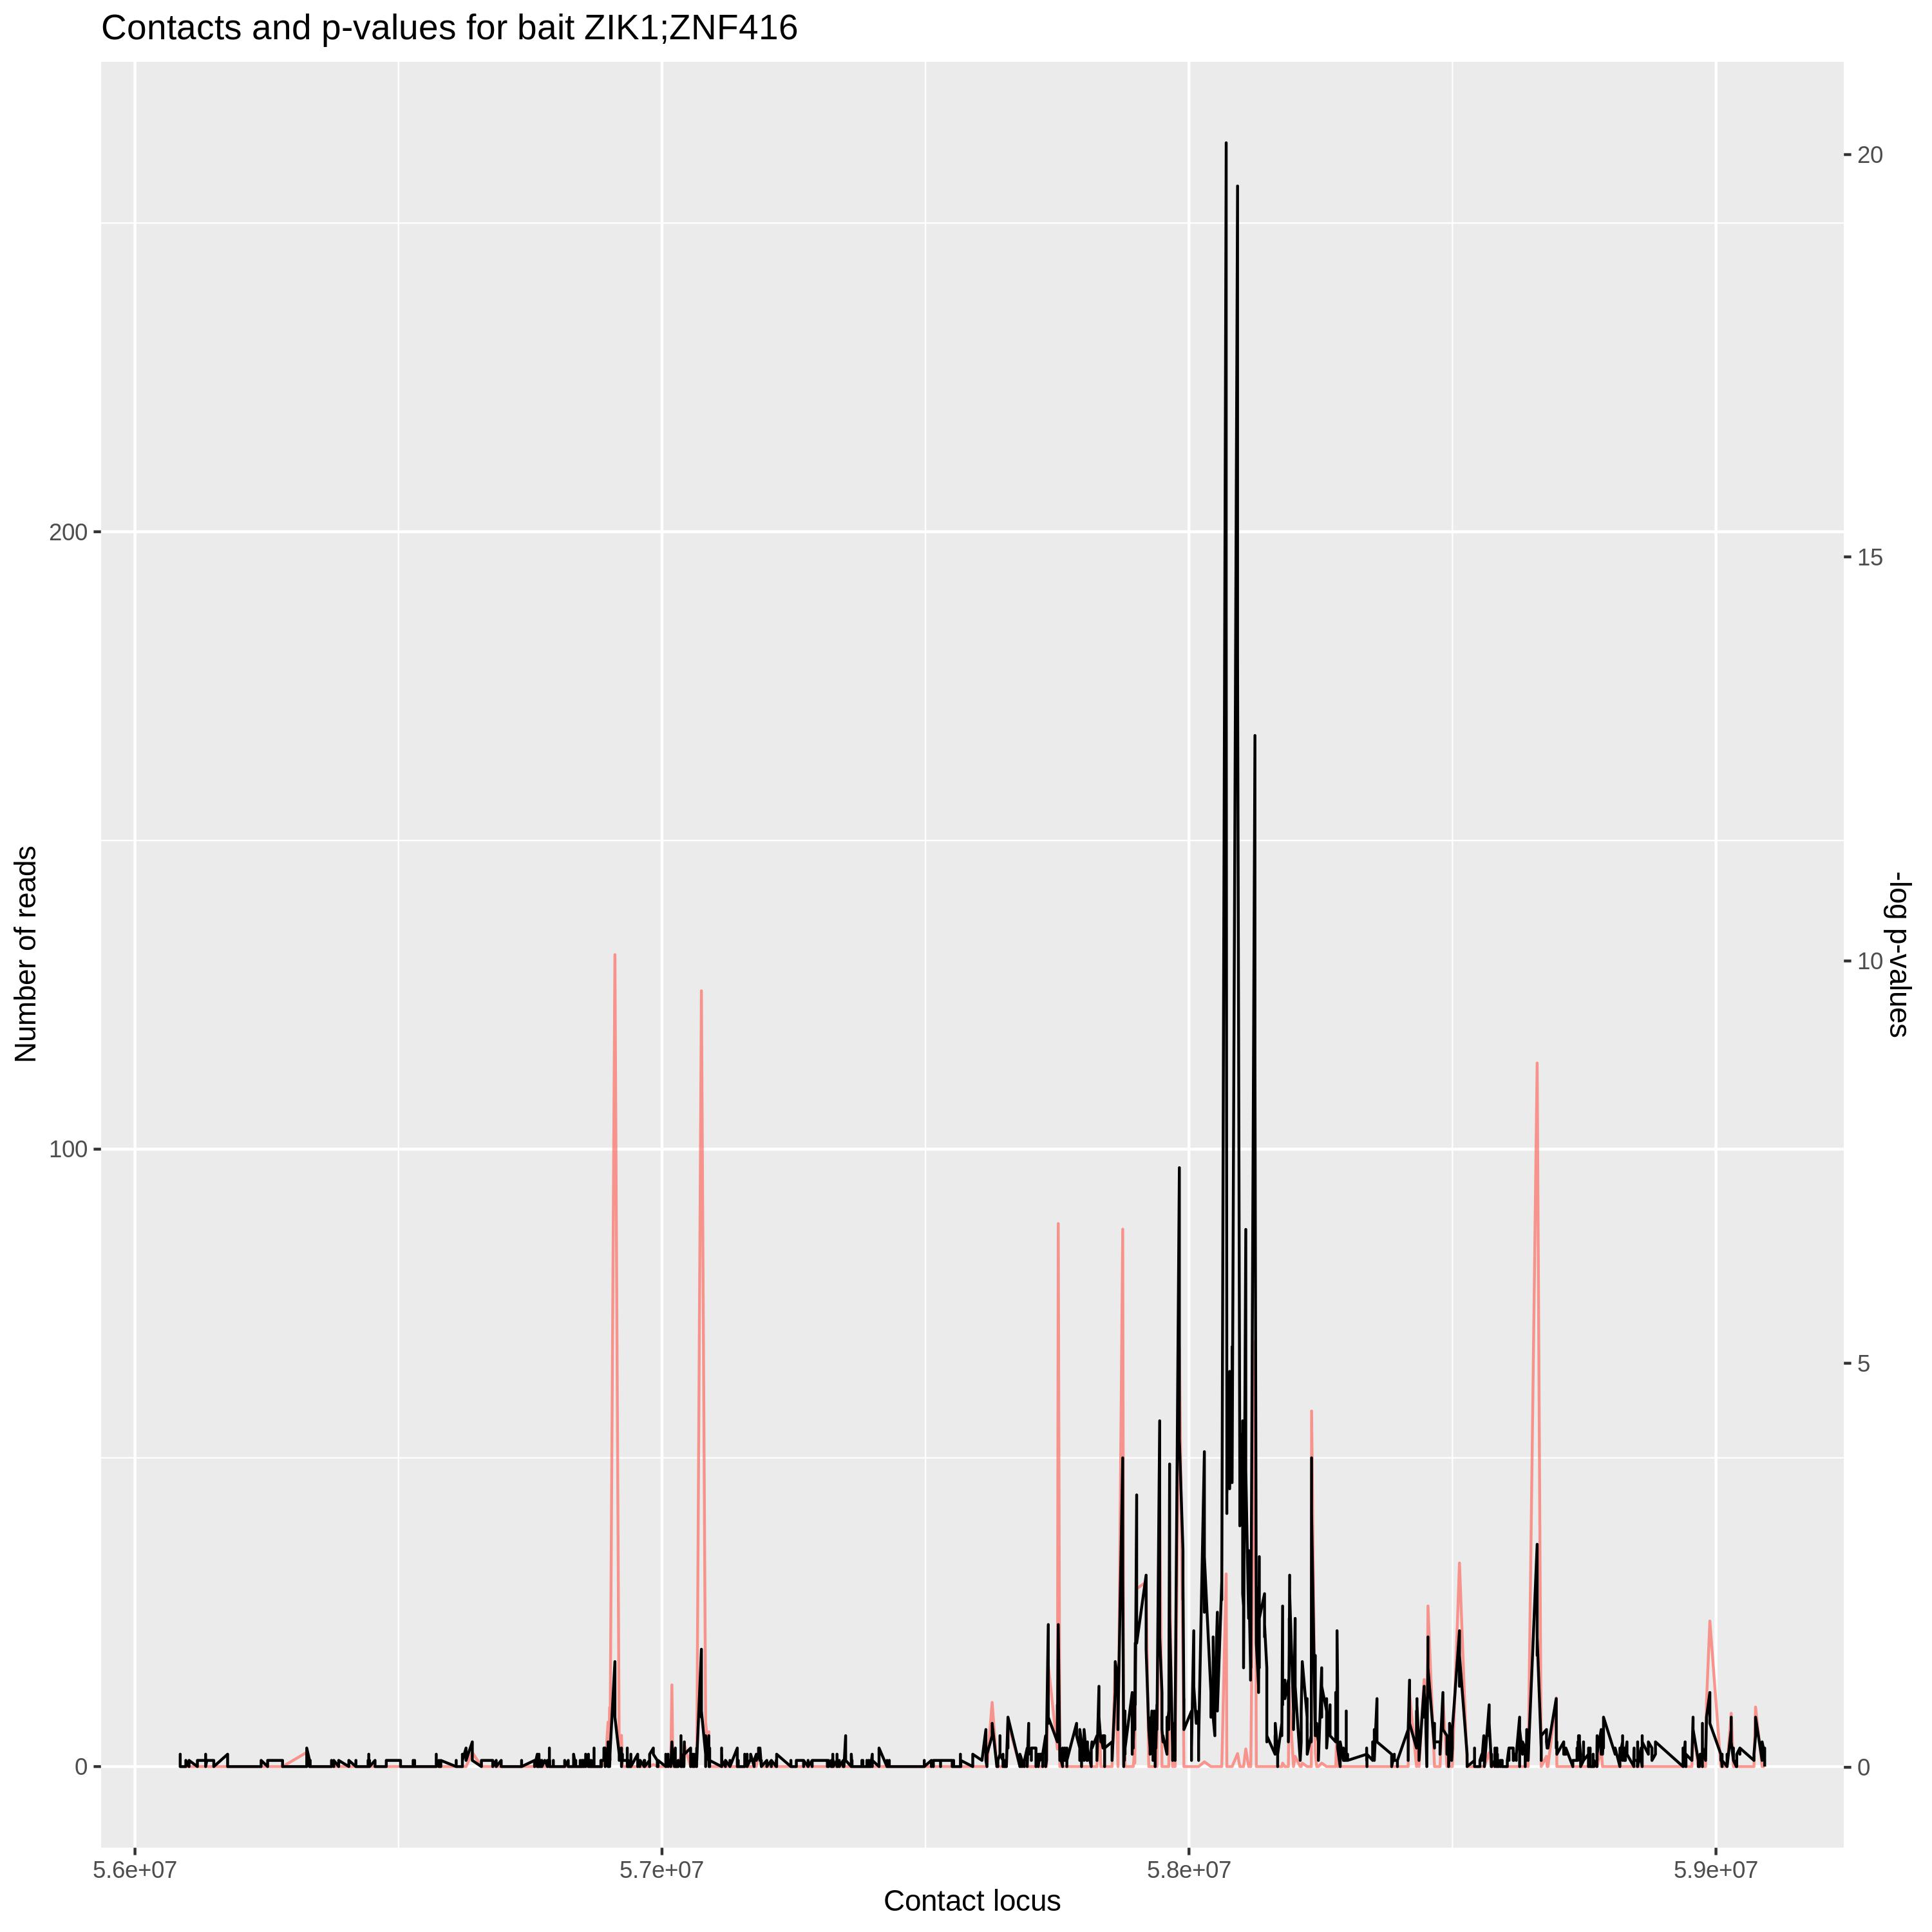 Contacts and p-values for bait ZIK1;ZNF416
20
200
15
Number of reads
-log p-values
10
100
5
0
0
5.6e+07
5.7e+07
5.8e+07
5.9e+07
Contact locus